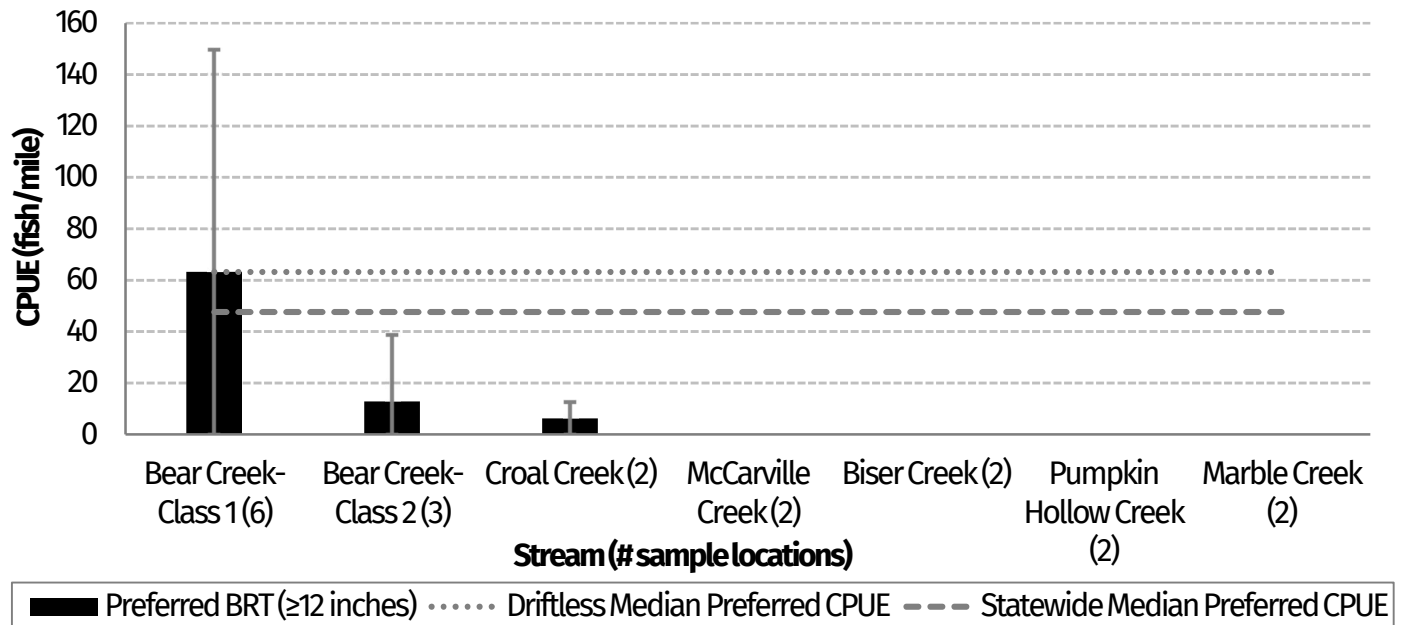 160
140
120
100
80
60
40
20
0
CPUE (fish/mile)
Bear Creek- Class 1 (6)
Bear Creek- Class 2 (3)
Croal Creek (2)
McCarville Creek (2)
Biser Creek (2)
Pumpkin Hollow Creek (2)
Marble Creek (2)
Stream (# sample locations)
Preferred BRT (≥12 inches) Driftless Median Preferred CPUE Statewide Median Preferred CPUE